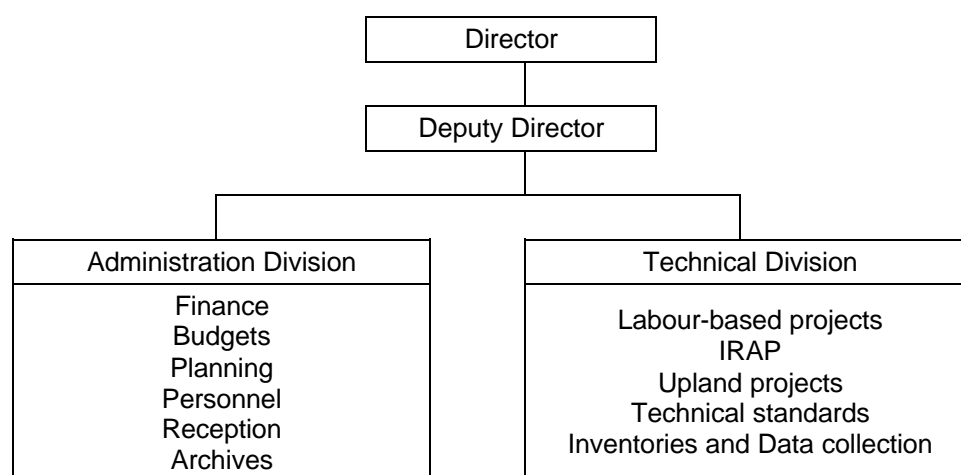 Director
Deputy Director
Administration Division
Finance
Budgets
Planning
Personnel
Reception
Archives
Technical Division
Labour-based projects
IRAP
Upland projects
Technical standards
Inventories and Data collection